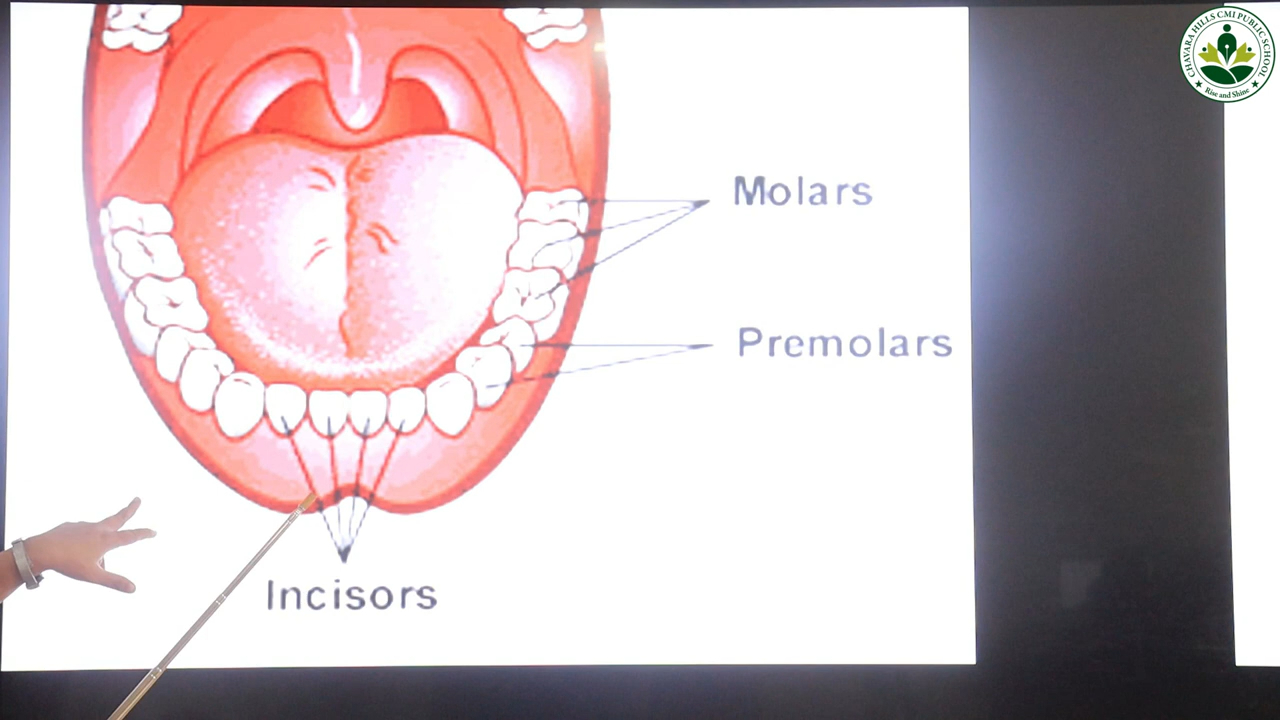 CHAVARA HILLS CMI PUBLIC SCHOOL
Rise and Shine
Molars
Premolars
Incisors